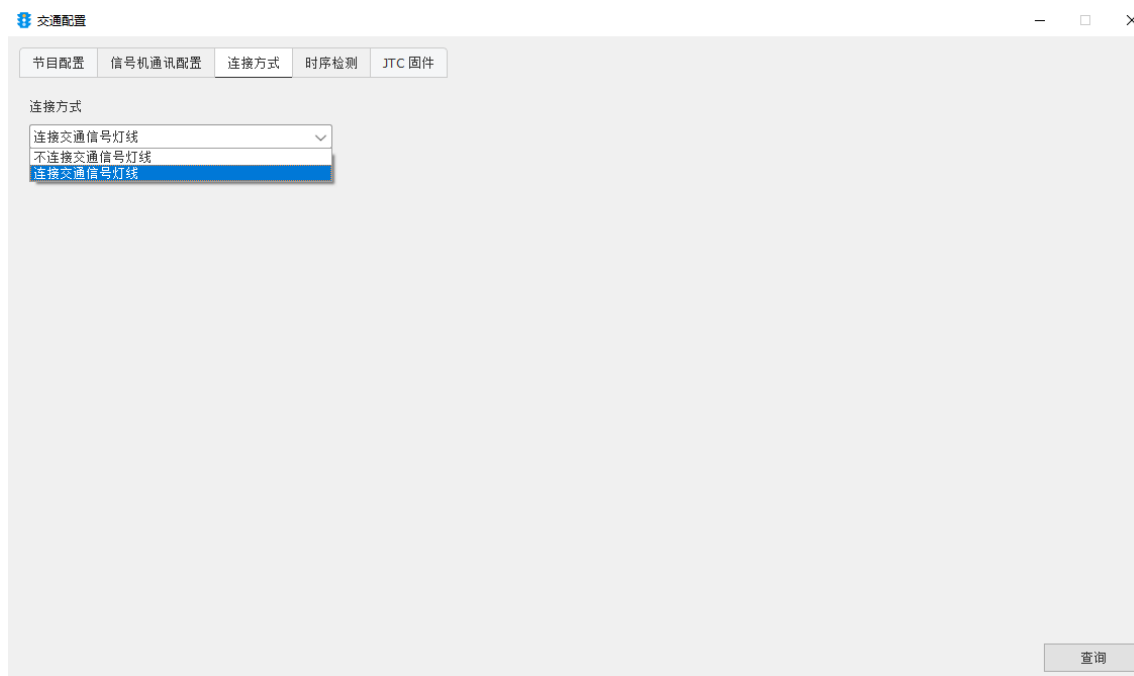 交通配置
节目配置 信号机通讯配置 连接方式 时序检测 JTC 固件
连接方式
连接交通信号灯线
不连接交通信号灯线
连接交通信号灯线
查询